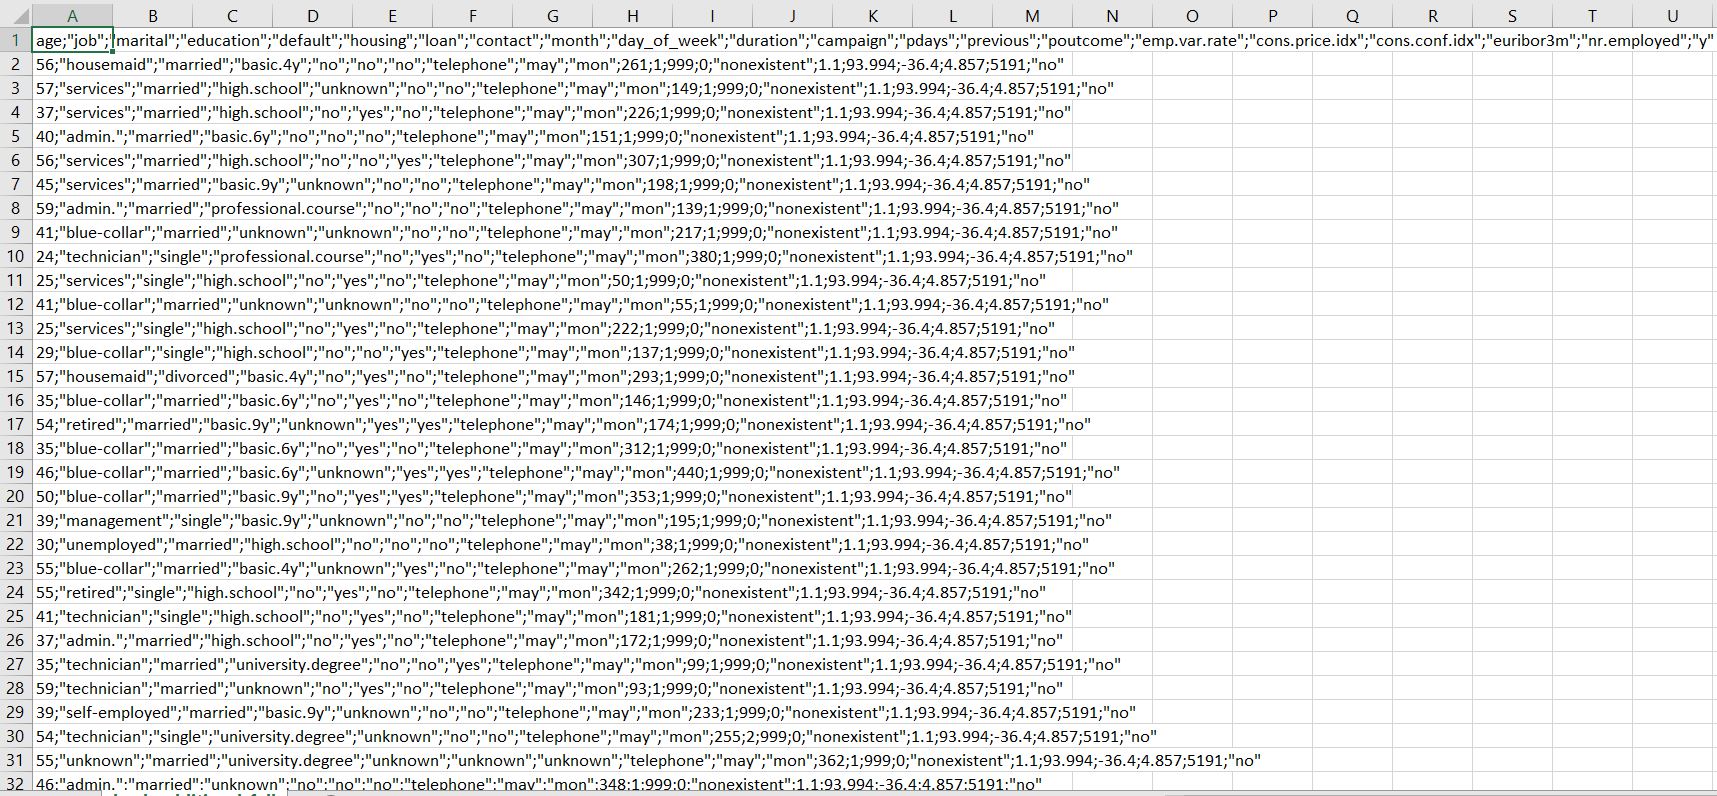 A B C D E F G H I J K L M N O P Q R S T U
1 age;"job";"marital";"education";"default";"housing";"loan";"contact";"month";"day_of_week";"duration";"campaign";"pdays";"previous";"poutcome";"emp.var.rate";"cons.price.idx";"cons.conf.idx";"euribor3m";"nr.employed";"y"
2 56;"housemaid";"married";"basic.4y";"no";"no";"no";"telephone";"may";"mon";261;1;999;0;"nonexistent";1.1;93.994;-36.4;4.857;5191;"no"
3 57;"services";"married";"high.school";"unknown";"no";"no";"telephone";"may";"mon";149;1;999;0;"nonexistent";1.1;93.994;-36.4;4.857;5191;"no"
4 37;"services";"married";"high.school";"no";"yes";"no";"telephone";"may";"mon";226;1;999;0;"nonexistent";1.1;93.994;-36.4;4.857;5191;"no"
5 40;"admin.";"married";"basic.6y";"no";"no";"no";"telephone";"may";"mon";151;1;999;0;"nonexistent";1.1;93.994;-36.4;4.857;5191;"no"
6 56;"services";"married";"high.school";"no";"no";"yes";"telephone";"may";"mon";307;1;999;0;"nonexistent";1.1;93.994;-36.4;4.857;5191;"no"
7 45;"services";"married";"basic.9y";"unknown";"no";"no";"telephone";"may";"mon";198;1;999;0;"nonexistent";1.1;93.994;-36.4;4.857;5191;"no"
8 59;"admin.";"married";"professional.course";"no";"no";"no";"telephone";"may";"mon";139;1;999;0;"nonexistent";1.1;93.994;-36.4;4.857;5191;"no"
9 41;"blue-collar";"married";"unknown";"unknown";"no";"no";"telephone";"may";"mon";217;1;999;0;"nonexistent";1.1;93.994;-36.4;4.857;5191;"no"
10 24;"technician";"single";"professional.course";"no";"yes";"no";"telephone";"may";"mon";380;1;999;0;"nonexistent";1.1;93.994;-36.4;4.857;5191;"no"
11 25;"services";"single";"high.school";"no";"yes";"no";"telephone";"may";"mon";50;1;999;0;"nonexistent";1.1;93.994;-36.4;4.857;5191;"no"
12 41;"blue-collar";"married";"unknown";"unknown";"no";"no";"telephone";"may";"mon";55;1;999;0;"nonexistent";1.1;93.994;-36.4;4.857;5191;"no"
13 25;"services";"single";"high.school";"no";"yes";"no";"telephone";"may";"mon";222;1;999;0;"nonexistent";1.1;93.994;-36.4;4.857;5191;"no"
14 29;"blue-collar";"single";"high.school";"no";"no";"yes";"telephone";"may";"mon";137;1;999;0;"nonexistent";1.1;93.994;-36.4;4.857;5191;"no"
15 57;"housemaid";"divorced";"basic.4y";"no";"yes";"no";"telephone";"may";"mon";293;1;999;0;"nonexistent";1.1;93.994;-36.4;4.857;5191;"no"
16 35;"blue-collar";"married";"basic.6y";"no";"yes";"no";"telephone";"may";"mon";146;1;999;0;"nonexistent";1.1;93.994;-36.4;4.857;5191;"no"
17 54;"retired";"married";"basic.9y";"unknown";"yes";"yes";"telephone";"may";"mon";174;1;999;0;"nonexistent";1.1;93.994;-36.4;4.857;5191;"no"
18 35;"blue-collar";"married";"basic.6y";"no";"yes";"no";"telephone";"may";"mon";312;1;999;0;"nonexistent";1.1;93.994;-36.4;4.857;5191;"no"
19 46;"blue-collar";"married";"basic.6y";"unknown";"yes";"yes";"telephone";"may";"mon";440;1;999;0;"nonexistent";1.1;93.994;-36.4;4.857;5191;"no"
20 50;"blue-collar";"married";"basic.9y";"no";"yes";"yes";"telephone";"may";"mon";353;1;999;0;"nonexistent";1.1;93.994;-36.4;4.857;5191;"no"
21 39;"management";"single";"basic.9y";"unknown";"no";"no";"telephone";"may";"mon";195;1;999;0;"nonexistent";1.1;93.994;-36.4;4.857;5191;"no"
22 30;"unemployed";"married";"high.school";"no";"no";"no";"telephone";"may";"mon";38;1;999;0;"nonexistent";1.1;93.994;-36.4;4.857;5191;"no"
23 55;"blue-collar";"married";"basic.4y";"unknown";"yes";"no";"telephone";"may";"mon";262;1;999;0;"nonexistent";1.1;93.994;-36.4;4.857;5191;"no"
24 55;"retired";"single";"high.school";"no";"yes";"no";"telephone";"may";"mon";342;1;999;0;"nonexistent";1.1;93.994;-36.4;4.857;5191;"no"
25 41;"technician";"single";"high.school";"no";"yes";"no";"telephone";"may";"mon";181;1;999;0;"nonexistent";1.1;93.994;-36.4;4.857;5191;"no"
26 37;"admin.";"married";"high.school";"no";"yes";"no";"telephone";"may";"mon";172;1;999;0;"nonexistent";1.1;93.994;-36.4;4.857;5191;"no"
27 35;"technician";"married";"university.degree";"no";"no";"yes";"telephone";"may";"mon";99;1;999;0;"nonexistent";1.1;93.994;-36.4;4.857;5191;"no"
28 59;"technician";"married";"unknown";"no";"yes";"no";"telephone";"may";"mon";93;1;999;0;"nonexistent";1.1;93.994;-36.4;4.857;5191;"no"
29 39;"self-employed";"married";"basic.9y";"unknown";"no";"no";"telephone";"may";"mon";233;1;999;0;"nonexistent";1.1;93.994;-36.4;4.857;5191;"no"
30 54;"technician";"single";"university.degree";"unknown";"no";"no";"telephone";"may";"mon";255;2;999;0;"nonexistent";1.1;93.994;-36.4;4.857;5191;"no"
31 55;"unknown";"married";"university.degree";"unknown";"unknown";"unknown";"telephone";"may";"mon";362;1;999;0;"nonexistent";1.1;93.994;-36.4;4.857;5191;"no"
32 46;"admin.";"married";"unknown";"no";"no";"no";"telephone";"may";"mon";348;1;999;0;"nonexistent";1.1;93.994;-36.4;4.857;5191;"no"